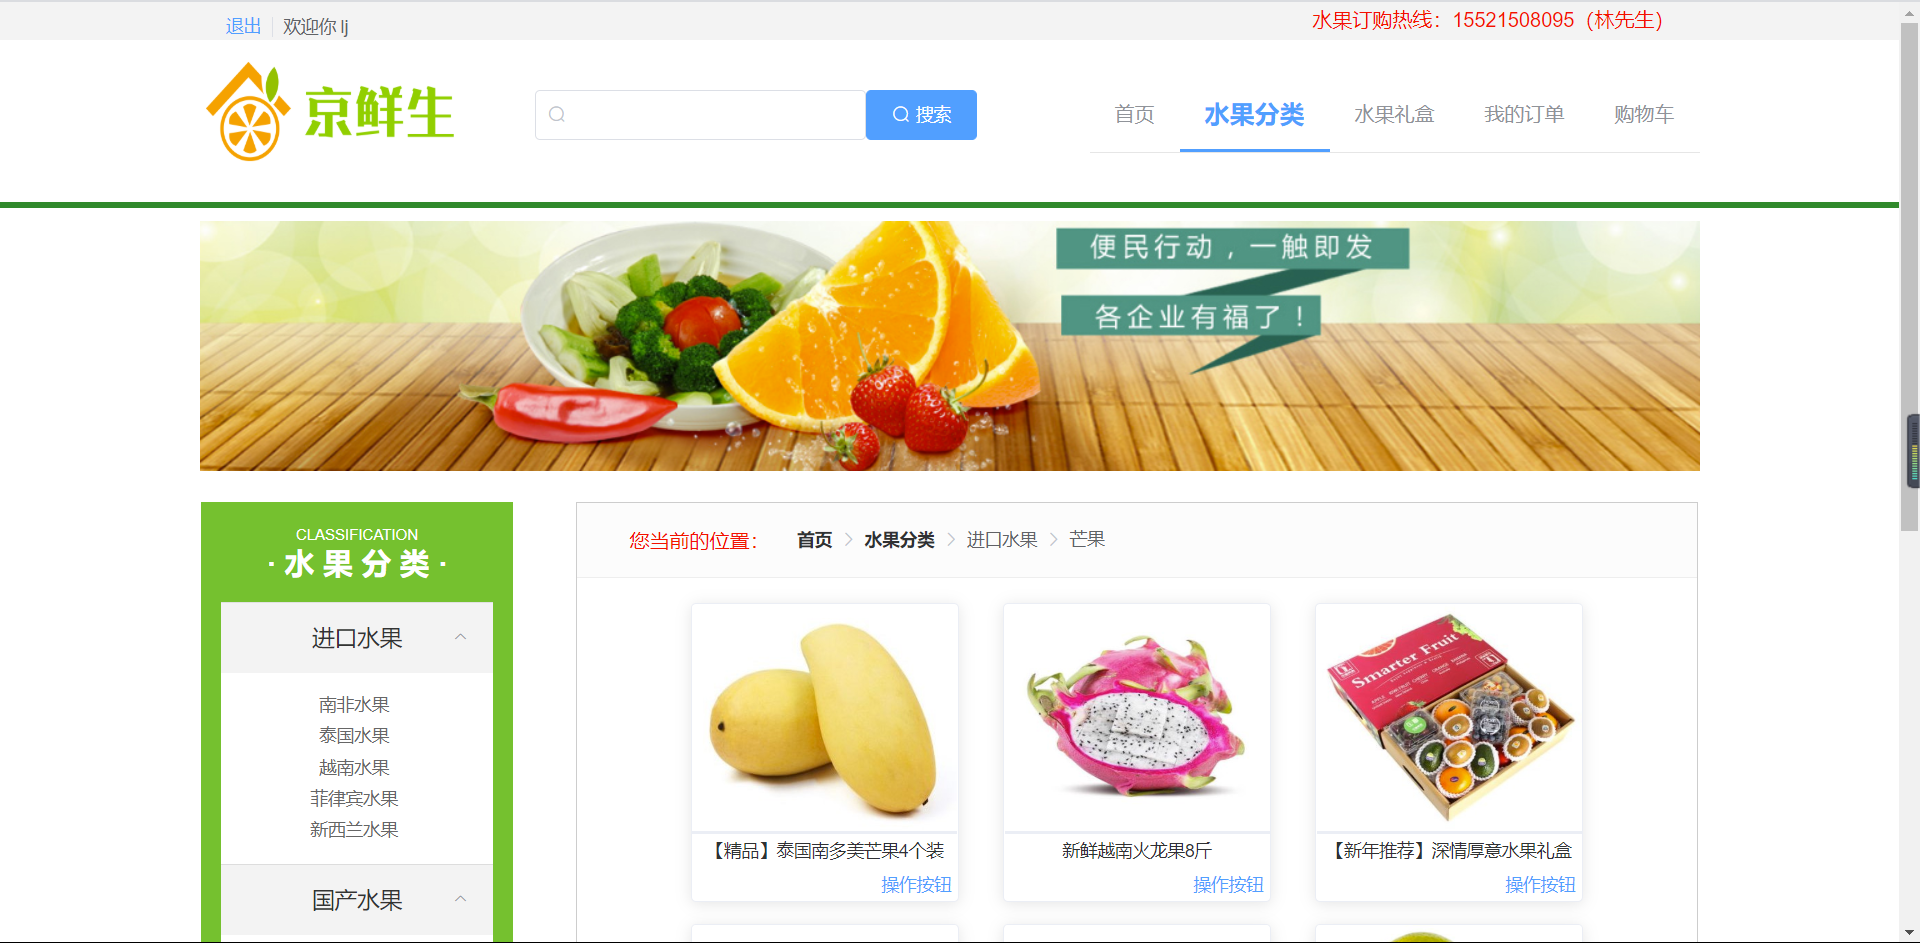 退出 欢迎你 lj
水果订购热线：15521508095（林先生）
京鲜生
搜索
首页 水果分类 水果礼盒 我的订单 购物车
便民行动，一触即发
各企业有福了！
CLASSIFICATION
· 水 果 分 类 ·
进口水果
南非水果
泰国水果
越南水果
菲律宾水果
新西兰水果
国产水果
您当前的位置： 首页 水果分类 进口水果 芒果
Smarter Fruit
【精品】泰国南多美芒果4个装
操作按钮
新鲜越南火龙果8斤
操作按钮
【新年推荐】深情厚意水果礼盒
操作按钮